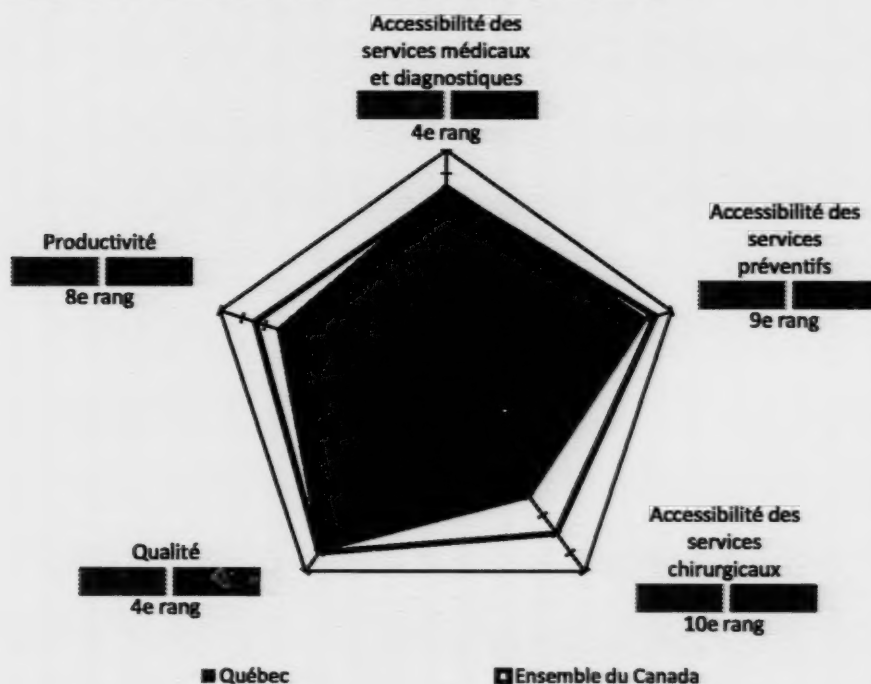 Accessibilité des
services médicaux
et diagnostiques
4e rang
Accessibilité des
services
préventifs
9e rang
Productivité
8e rang
Qualité
4e rang
Accessibilité des
services
chirurgicaux
10e rang
Québec
Ensemble du Canada